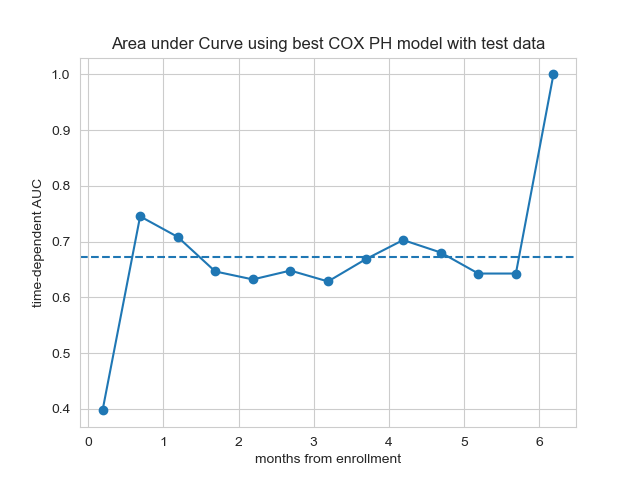 Area under Curve using best COX PH model with test data
1.0
0.9
0.8
0.7
0.6
0.5
0.4
time-dependent AUC
0 1 2 3 4 5 6
months from enrollment